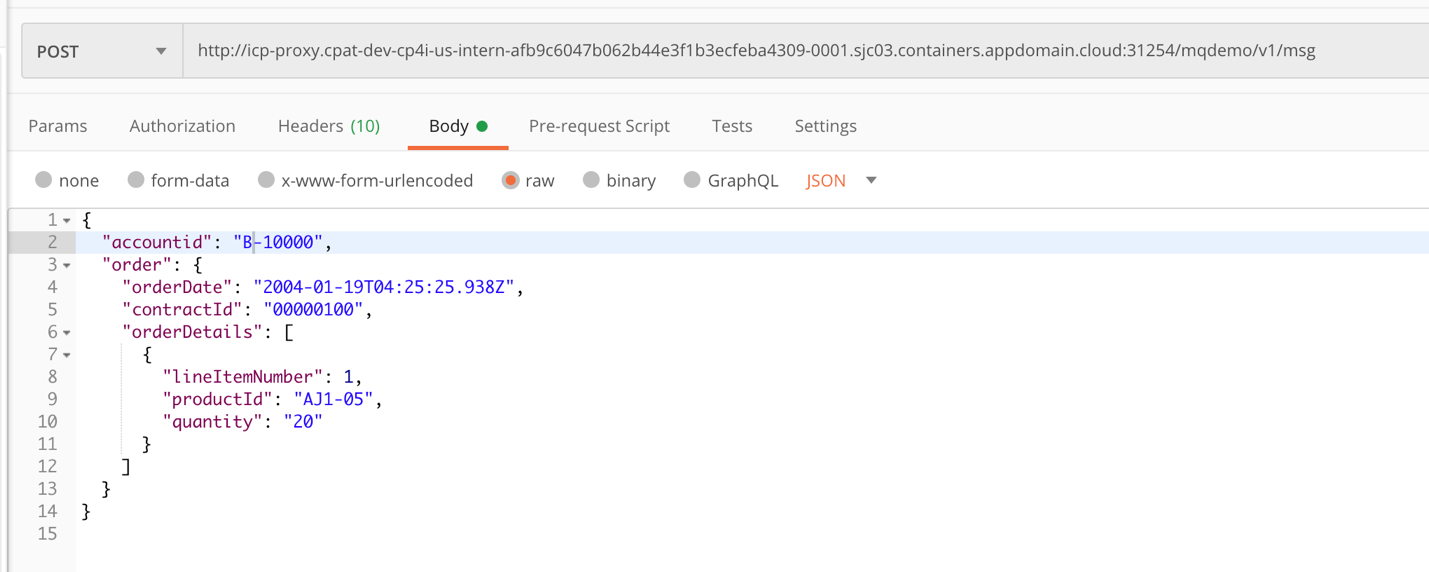 POST http://icp-proxy.cpat-dev-cp4i-us-intern-afb9c6047b062b44e3f1b3ecfeba4309-0001.sjc03.containers.appdomain.cloud:31254/mqdemo/v1/msg
Params Authorization Headers (10) Body Pre-request Script Tests Settings
none form-data x-www-form-urlencoded raw binary GraphQL JSON
1 {
2 "accountid": "B-10000",
3 "order": {
4 "orderDate": "2004-01-19T04:25:25.938Z",
5 "contractId": "00000100",
6 "orderDetails": [
7 {
8 "lineItemNumber": 1,
9 "productId": "AJ1-05",
10 "quantity": "20"
11 }
12 ]
13 }
14 }
15